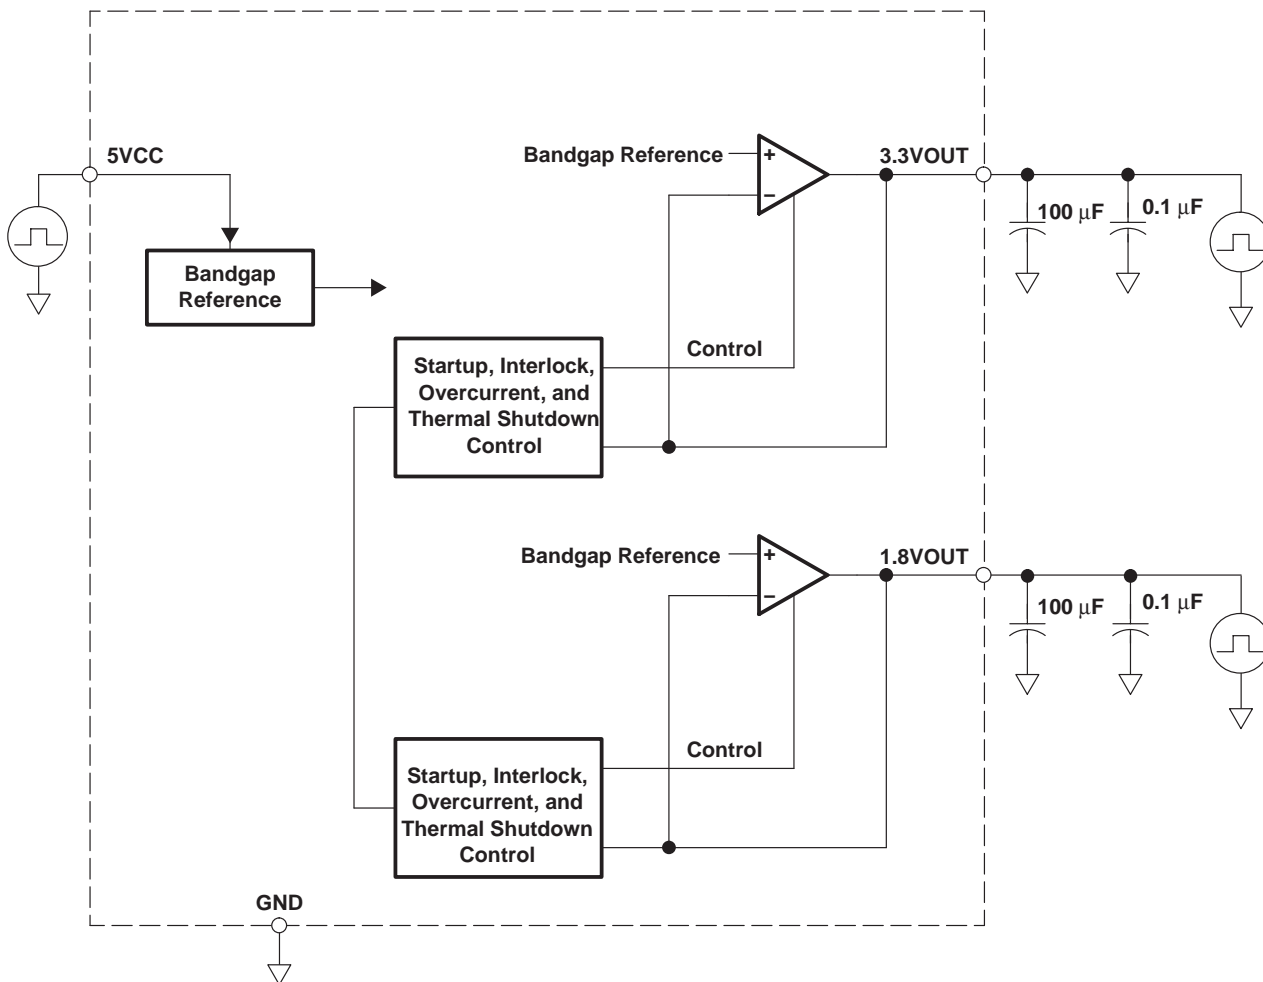 5VCC
Bandgap
Reference
Bandgap Reference
+
−
3.3VOUT
100 μF
0.1 μF
Control
Startup, Interlock,
Overcurrent, and
Thermal Shutdown
Control
Bandgap Reference
+
−
1.8VOUT
100 μF
0.1 μF
Control
Startup, Interlock,
Overcurrent, and
Thermal Shutdown
Control
GND